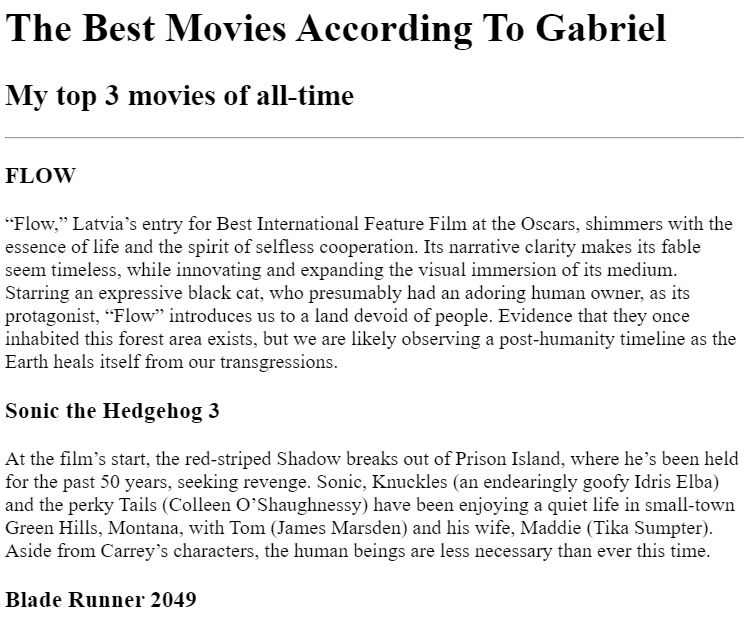 The Best Movies According To Gabriel
My top 3 movies of all-time
FLOW
“Flow,” Latvia’s entry for Best International Feature Film at the Oscars, shimmers with the
essence of life and the spirit of selfless cooperation. Its narrative clarity makes its fable
seem timeless, while innovating and expanding the visual immersion of its medium.
Starring an expressive black cat, who presumably had an adoring human owner, as its
protagonist, “Flow” introduces us to a land devoid of people. Evidence that they once
inhabited this forest area exists, but we are likely observing a post-humanity timeline as the
Earth heals itself from our transgressions.
Sonic the Hedgehog 3
At the film’s start, the red-striped Shadow breaks out of Prison Island, where he’s been held
for the past 50 years, seeking revenge. Sonic, Knuckles (an endearingly goofy Idris Elba)
and the perky Tails (Colleen O’Shaughnessy) have been enjoying a quiet life in small-town
Green Hills, Montana, with Tom (James Marsden) and his wife, Maddie (Tika Sumpter).
Aside from Carrey’s characters, the human beings are less necessary than ever this time.
Blade Runner 2049